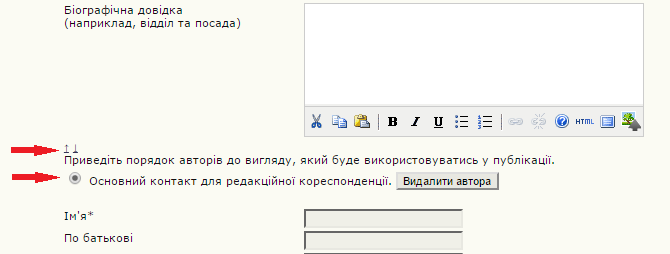 Біографічна довідка
(наприклад, відділ та посада)
B I U HTML
↑ ↓
Приведіть порядок авторів до вигляду, який буде використовуватись у публікації.
Основний контакт для редакційної кореспонденції. Видалити автора
Ім'я*
По батькові